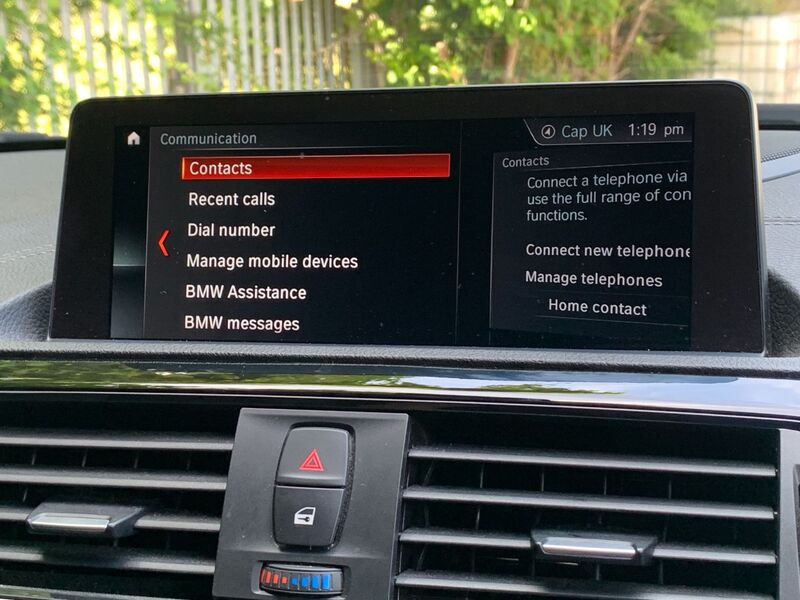 Communication
Cap UK 1:19 pm
Contacts
Recent calls
Dial number
Manage mobile devices
BMW Assistance
BMW messages
Contacts
Connect a telephone via
use the full range of con
functions.
Connect new telephone
Manage telephones
Home contact